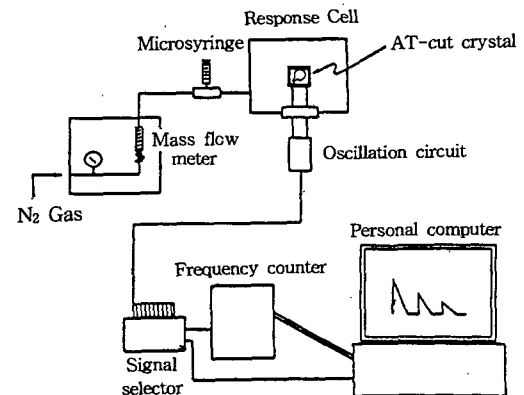 Response Cell
Microsyringe
AT-cut crystal
Mass flow
meter
Oscillation circuit
N2 Gas
Personal computer
Frequency counter
Signal
selector